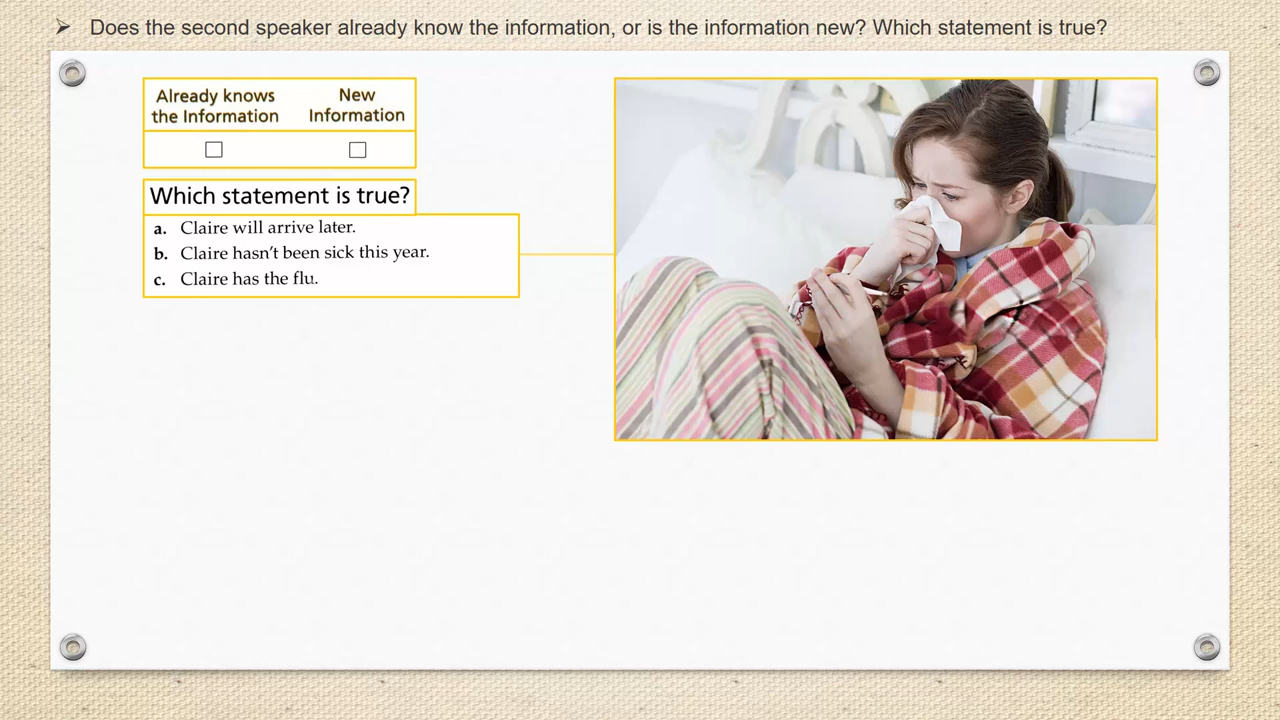 ➢ Does the second speaker already know the information, or is the information new? Which statement is true?
Already knows the Information
New Information
Which statement is true?
a. Claire will arrive later.
b. Claire hasn't been sick this year.
c. Claire has the flu.